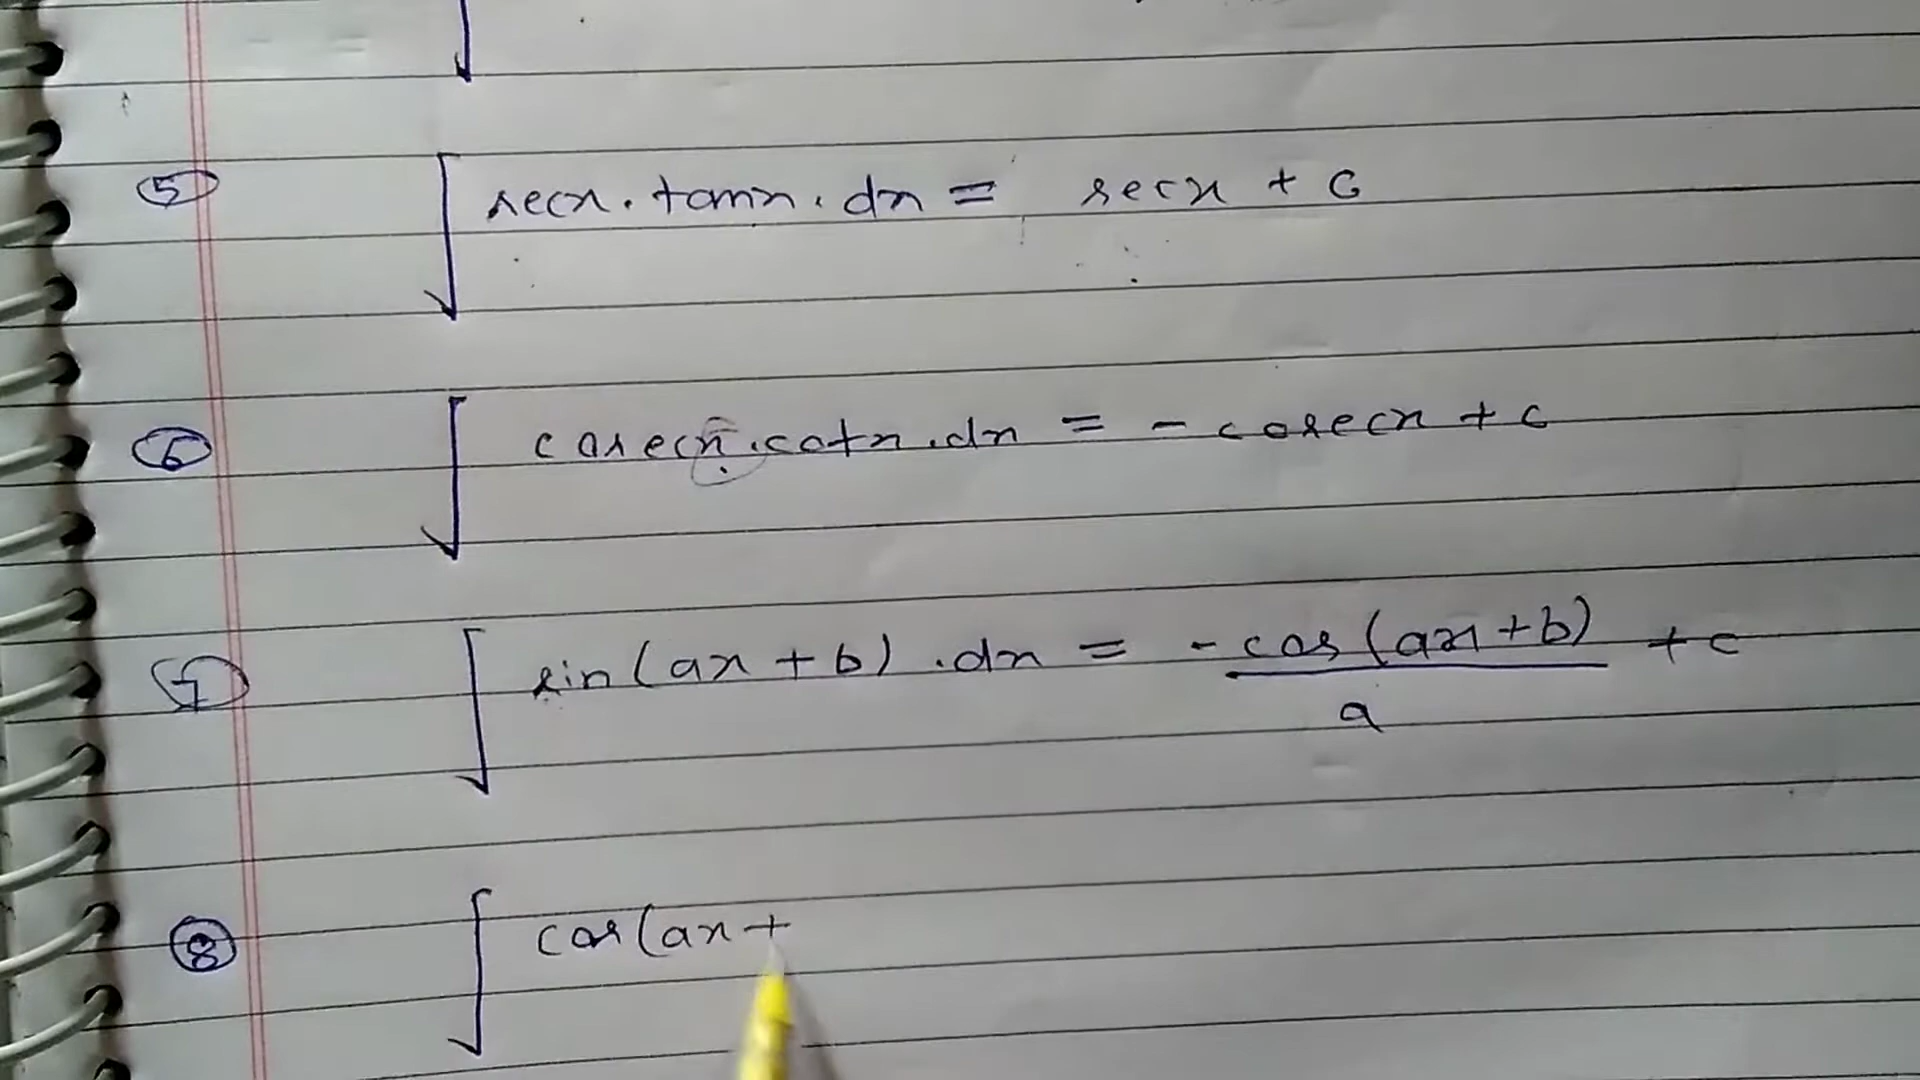 ⑤ ∫ secx . tanx . dx = secx + c
⑥ ∫ cosecx . cotx . dx = - cosecx + c
⑦ ∫ sin(ax + b) . dx = - cos(ax + b) / a + c
⑧ ∫ cos(ax +